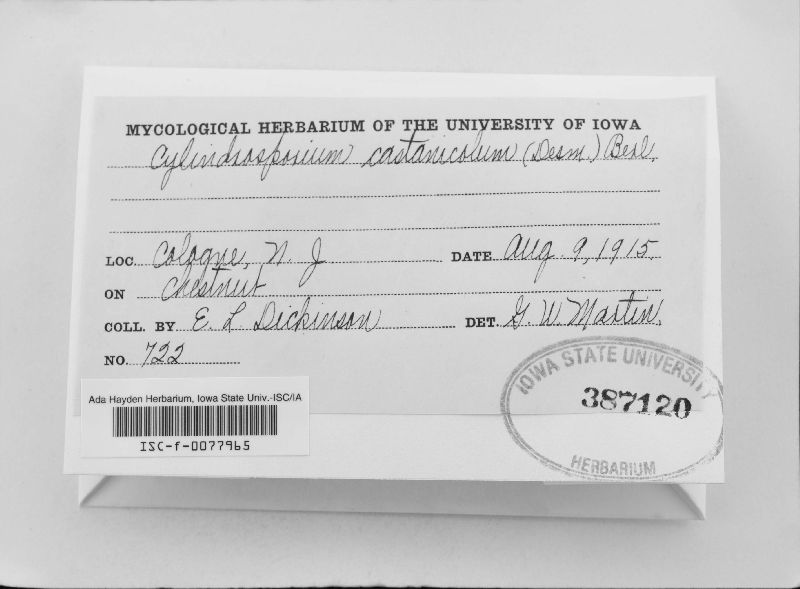 MYCOLOGICAL HERBARIUM OF THE UNIVERSITY OF IOWA
Cylindrosporium castanicolum (Desm.) Berl.
LOC. Cologne, N. J. DATE Aug. 9, 1915.
ON Chestnut
COLL. BY E. L. Dickinson DET. G. W. Martin.
NO. 722
Ada Hayden Herbarium, Iowa State Univ.-ISC/IA
ISC-f-0077965
IOWA STATE UNIVERSITY
387120
HERBARIUM